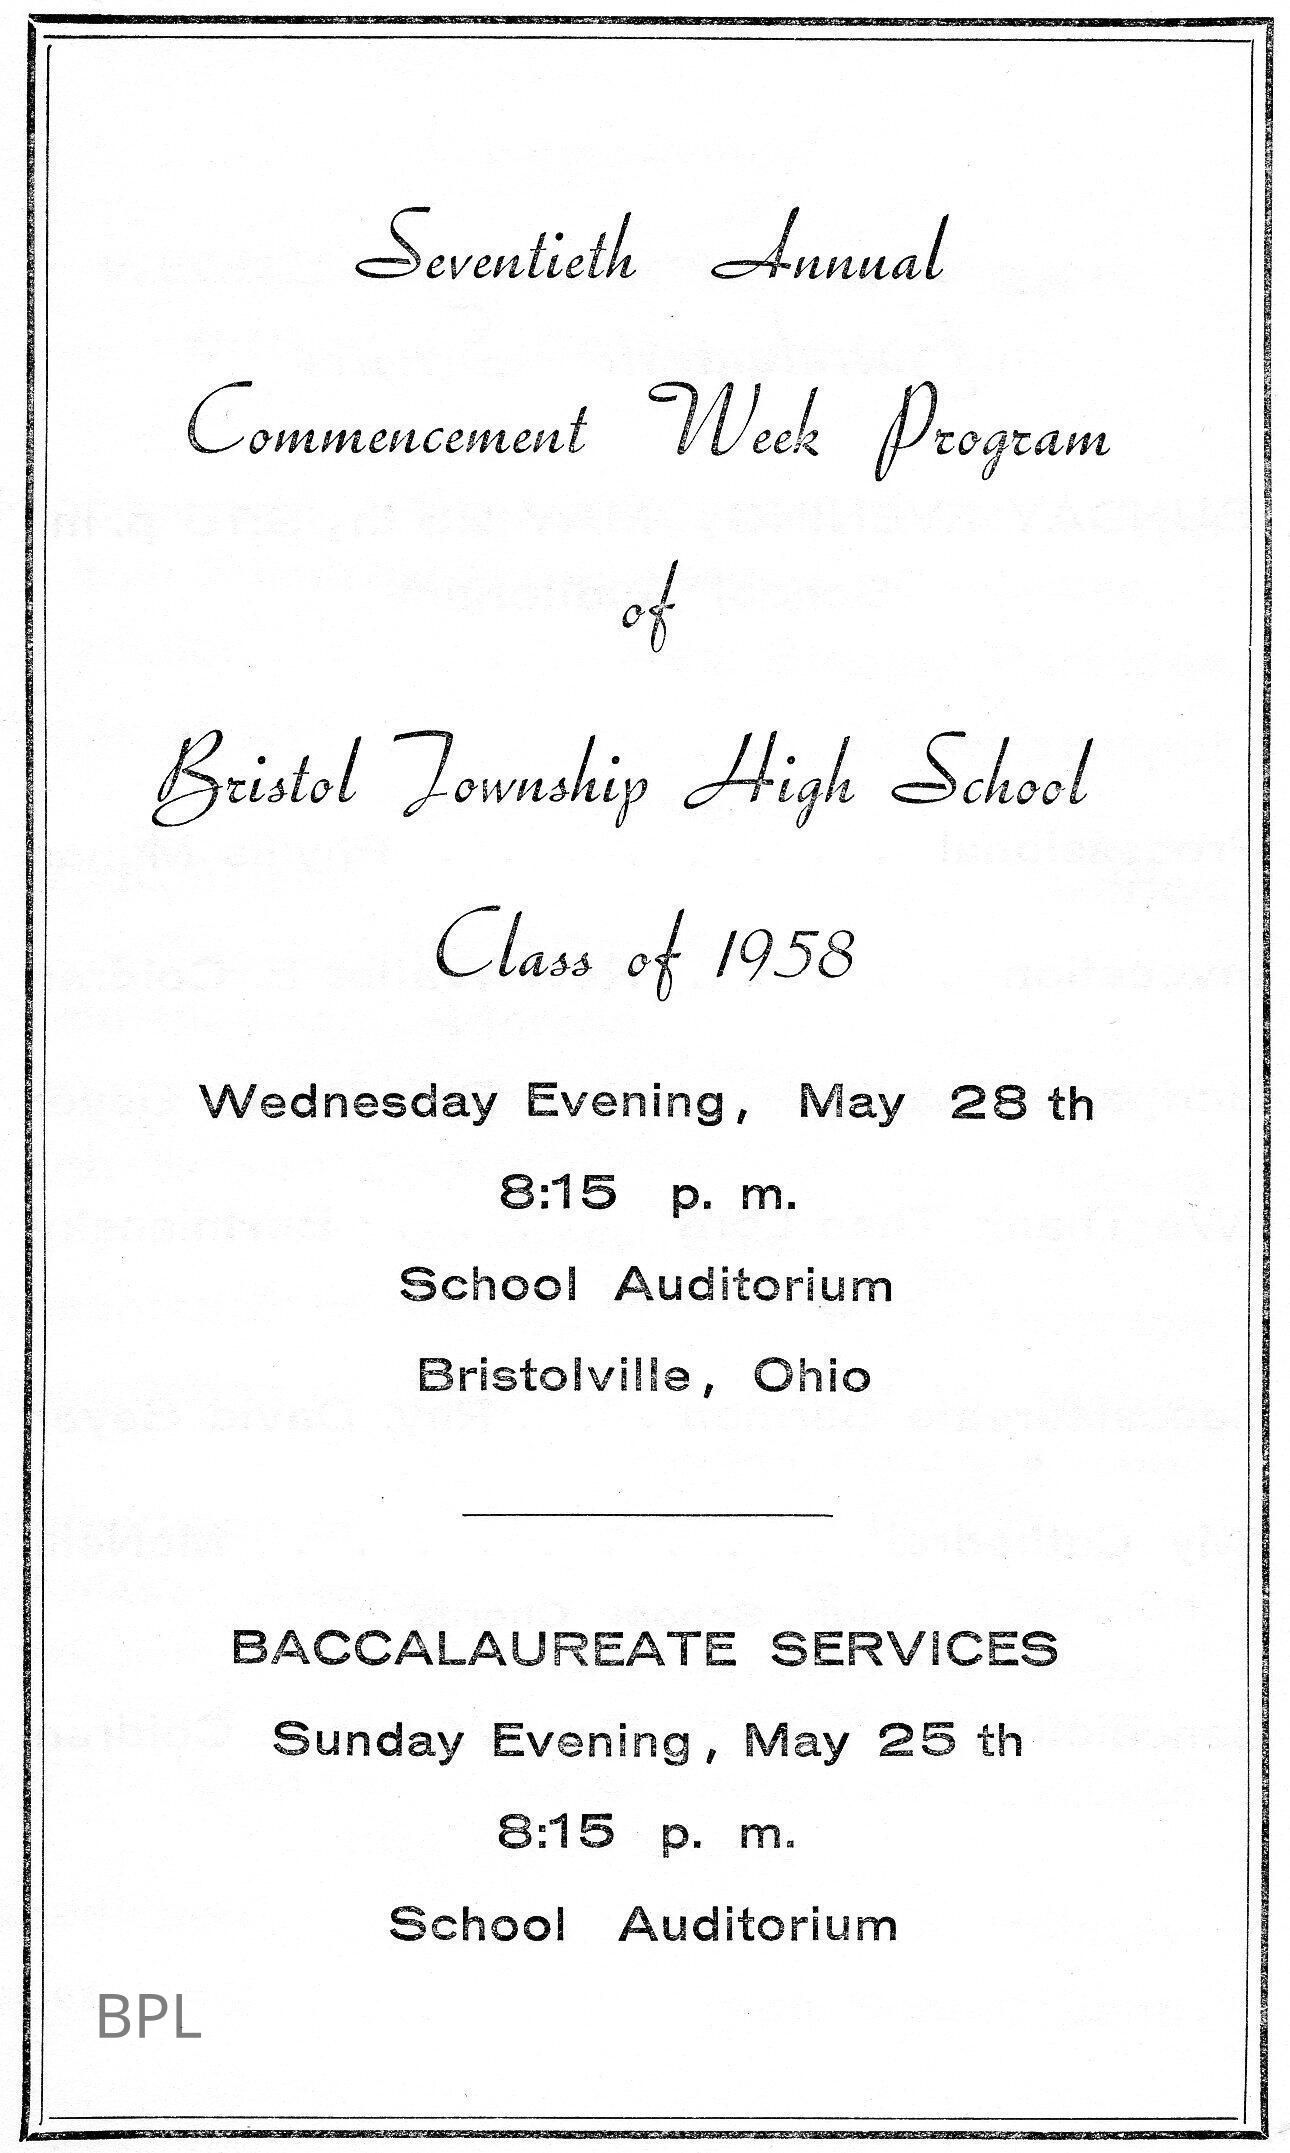 Seventieth Annual
Commencement Week Program
of
Bristol Township High School
Class of 1958
Wednesday Evening, May 28 th
8:15 p. m.
School Auditorium
Bristolville, Ohio
BACCALAUREATE SERVICES
Sunday Evening, May 25 th
8:15 p. m.
School Auditorium
BPL